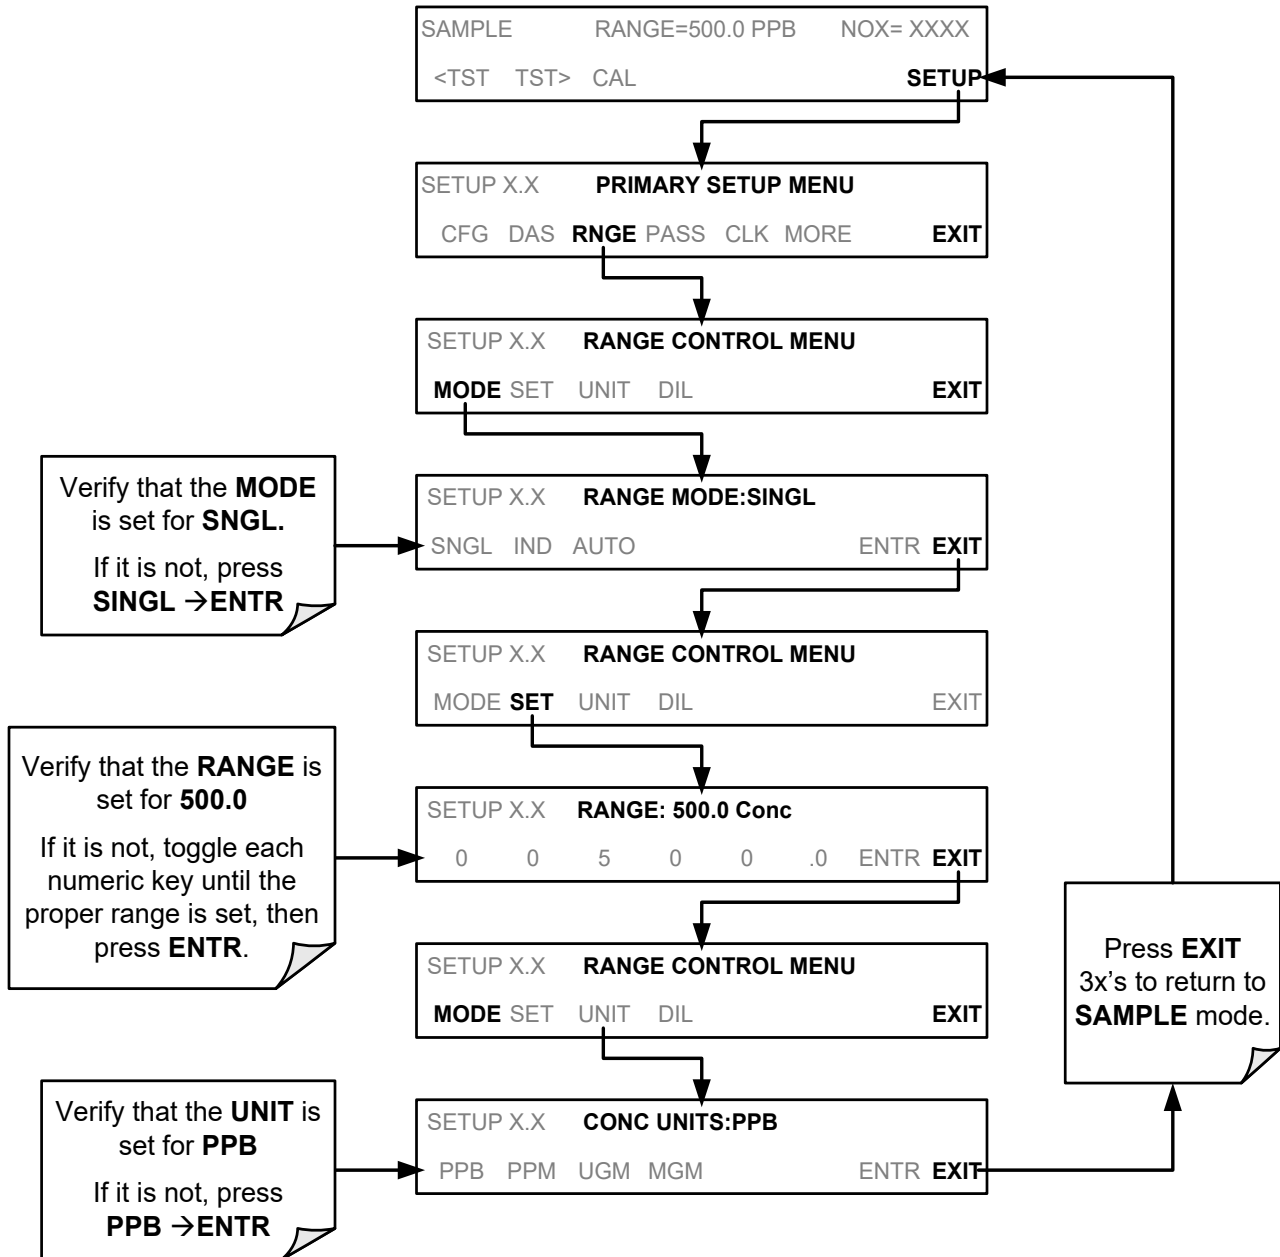 SAMPLE RANGE=500.0 PPB NOX= XXXX
<TST TST> CAL SETUP
SETUP X.X PRIMARY SETUP MENU
CFG DAS RNGE PASS CLK MORE EXIT
SETUP X.X RANGE CONTROL MENU
MODE SET UNIT DIL EXIT
Verify that the MODE
is set for SNGL.
If it is not, press
SINGL →ENTR
SETUP X.X RANGE MODE:SINGL
SNGL IND AUTO ENTR EXIT
SETUP X.X RANGE CONTROL MENU
MODE SET UNIT DIL EXIT
Verify that the RANGE is
set for 500.0
If it is not, toggle each
numeric key until the
proper range is set, then
press ENTR.
SETUP X.X RANGE: 500.0 Conc
0 0 5 0 0 .0 ENTR EXIT
SETUP X.X RANGE CONTROL MENU
MODE SET UNIT DIL EXIT
Press EXIT
3x's to return to
SAMPLE mode.
Verify that the UNIT is
set for PPB
If it is not, press
PPB →ENTR
SETUP X.X CONC UNITS:PPB
PPB PPM UGM MGM ENTR EXIT